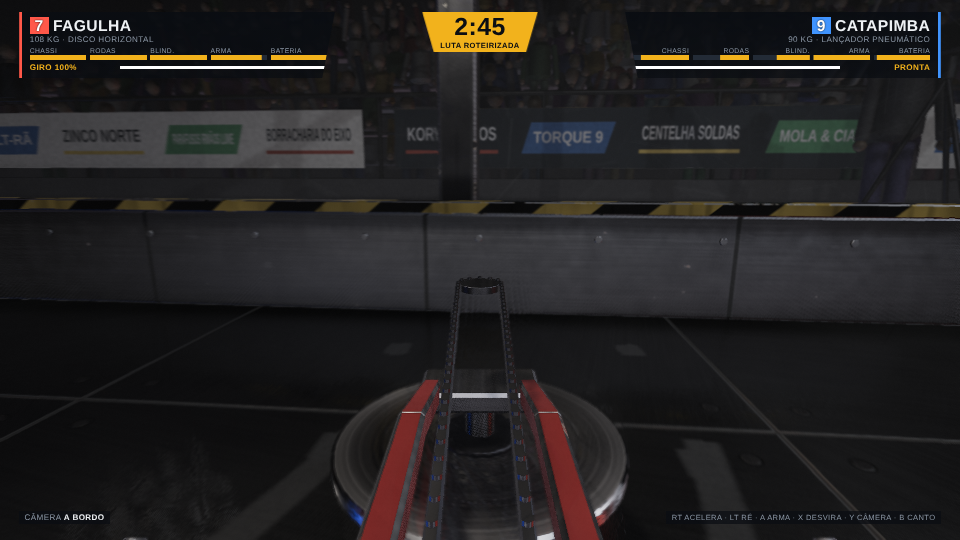 7 FAGULHA
108 KG · DISCO HORIZONTAL
CHASSI RODAS BLIND. ARMA BATERIA
GIRO 100%
2:45
LUTA ROTEIRIZADA
9 CATAPIMBA
90 KG · LANÇADOR PNEUMÁTICO
CHASSI RODAS BLIND. ARMA BATERIA
PRONTA
ZINCO NORTE
BORRACHARIA DO EIXO
TORQUE 9
CENTELHA SOLDAS
MOLA & CIA
CÂMERA A BORDO
RT ACELERA · LT RÉ · A ARMA · X DESVIRA · Y CÂMERA · B CANTO